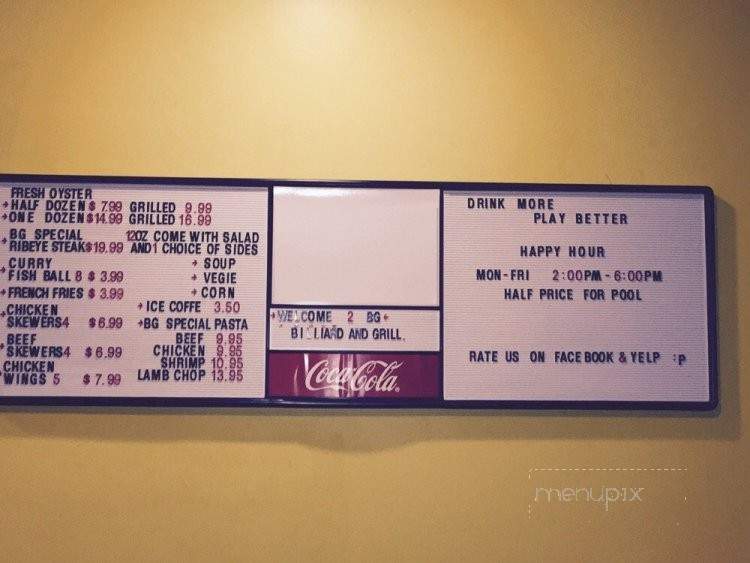 FRESH OYSTER
→HALF DOZEN $ 7.99 GRILLED 9.99
→ONE DOZEN $14.99 GRILLED 16.99
→BG SPECIAL 12OZ COME WITH SALAD
RIBEYE STEAK $19.99 AND 1 CHOICE OF SIDES
→SOUP
→VEGIE
→CORN
CURRY
→FISH BALL 8 $ 3.99
→FRENCH FRIES $ 3.99
→CHICKEN
SKEWERS 4 $6.99
BEEF
→SKEWERS 4 $6.99
CHICKEN
→WINGS 5 $7.99
→ICE COFFE 3.50
→BG SPECIAL PASTA
BEEF 9.95
CHICKEN 9.95
SHRIMP 10.95
LAMB CHOP 13.95
WELCOME 2 BG
BILLIARD AND GRILL.
Coca-Cola®
DRINK MORE
PLAY BETTER
HAPPY HOUR
MON-FRI 2:00PM - 6:00PM
HALF PRICE FOR POOL
RATE US ON FACEBOOK & YELP :P
menupix